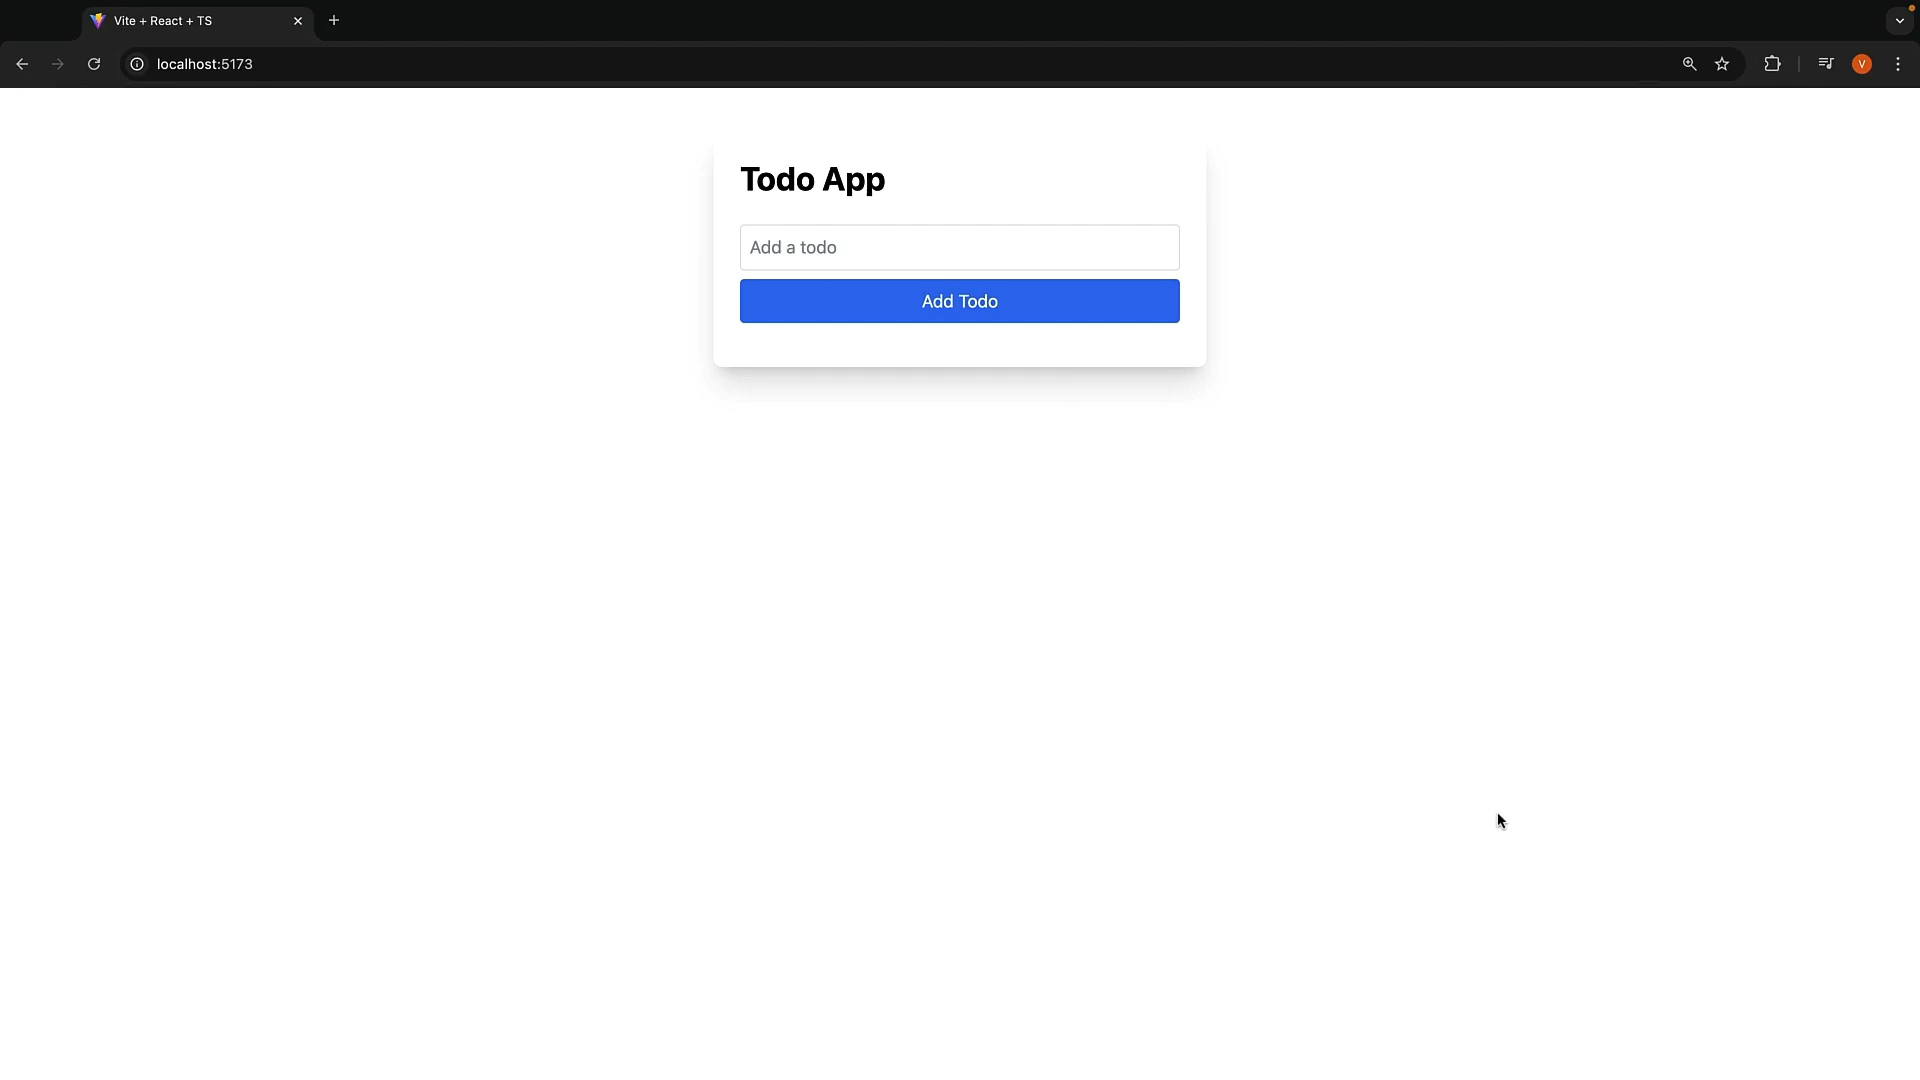 Vite + React + TS
localhost:5173
V
Todo App
Add a todo
Add Todo